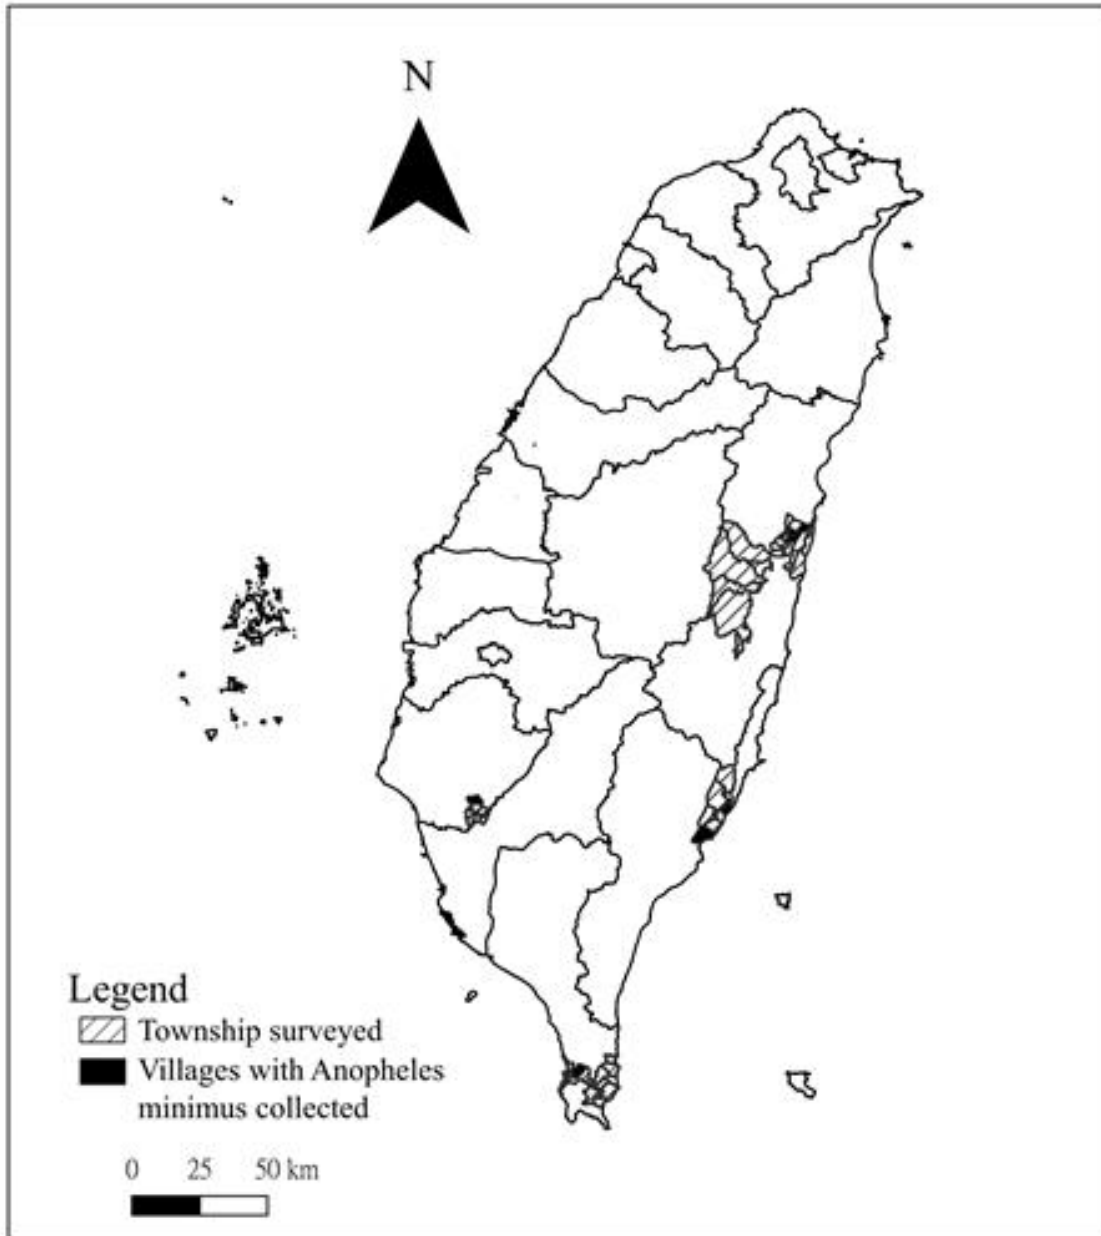 N
Legend
Township surveyed
Villages with Anopheles
minimus collected
0 25 50 km